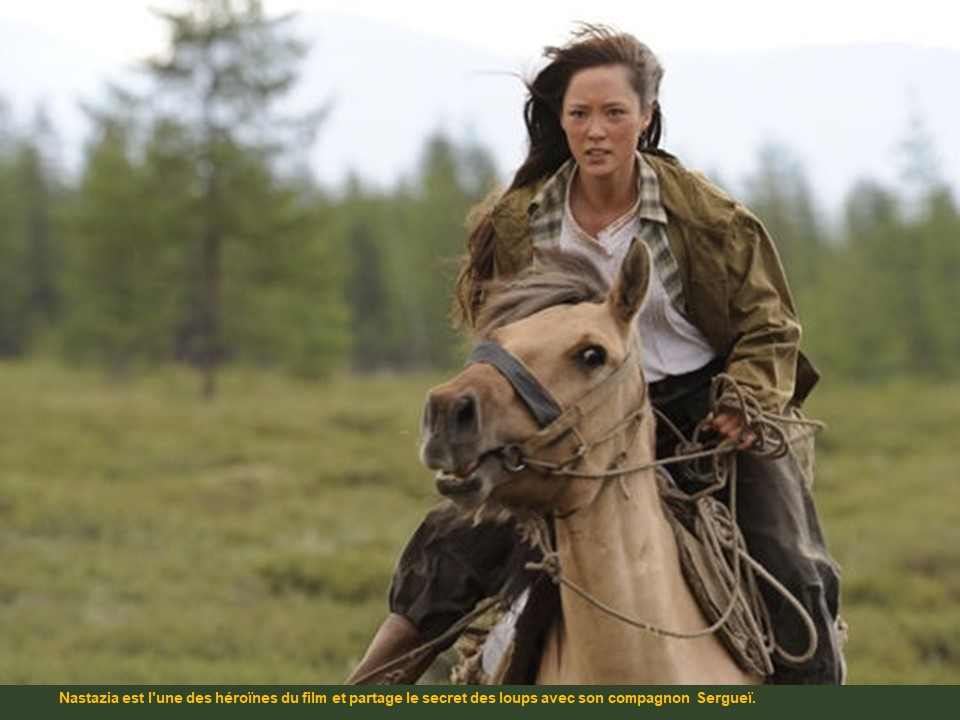 Nastazia est l'une des héroïnes du film et partage le secret des loups avec son compagnon Sergueï.